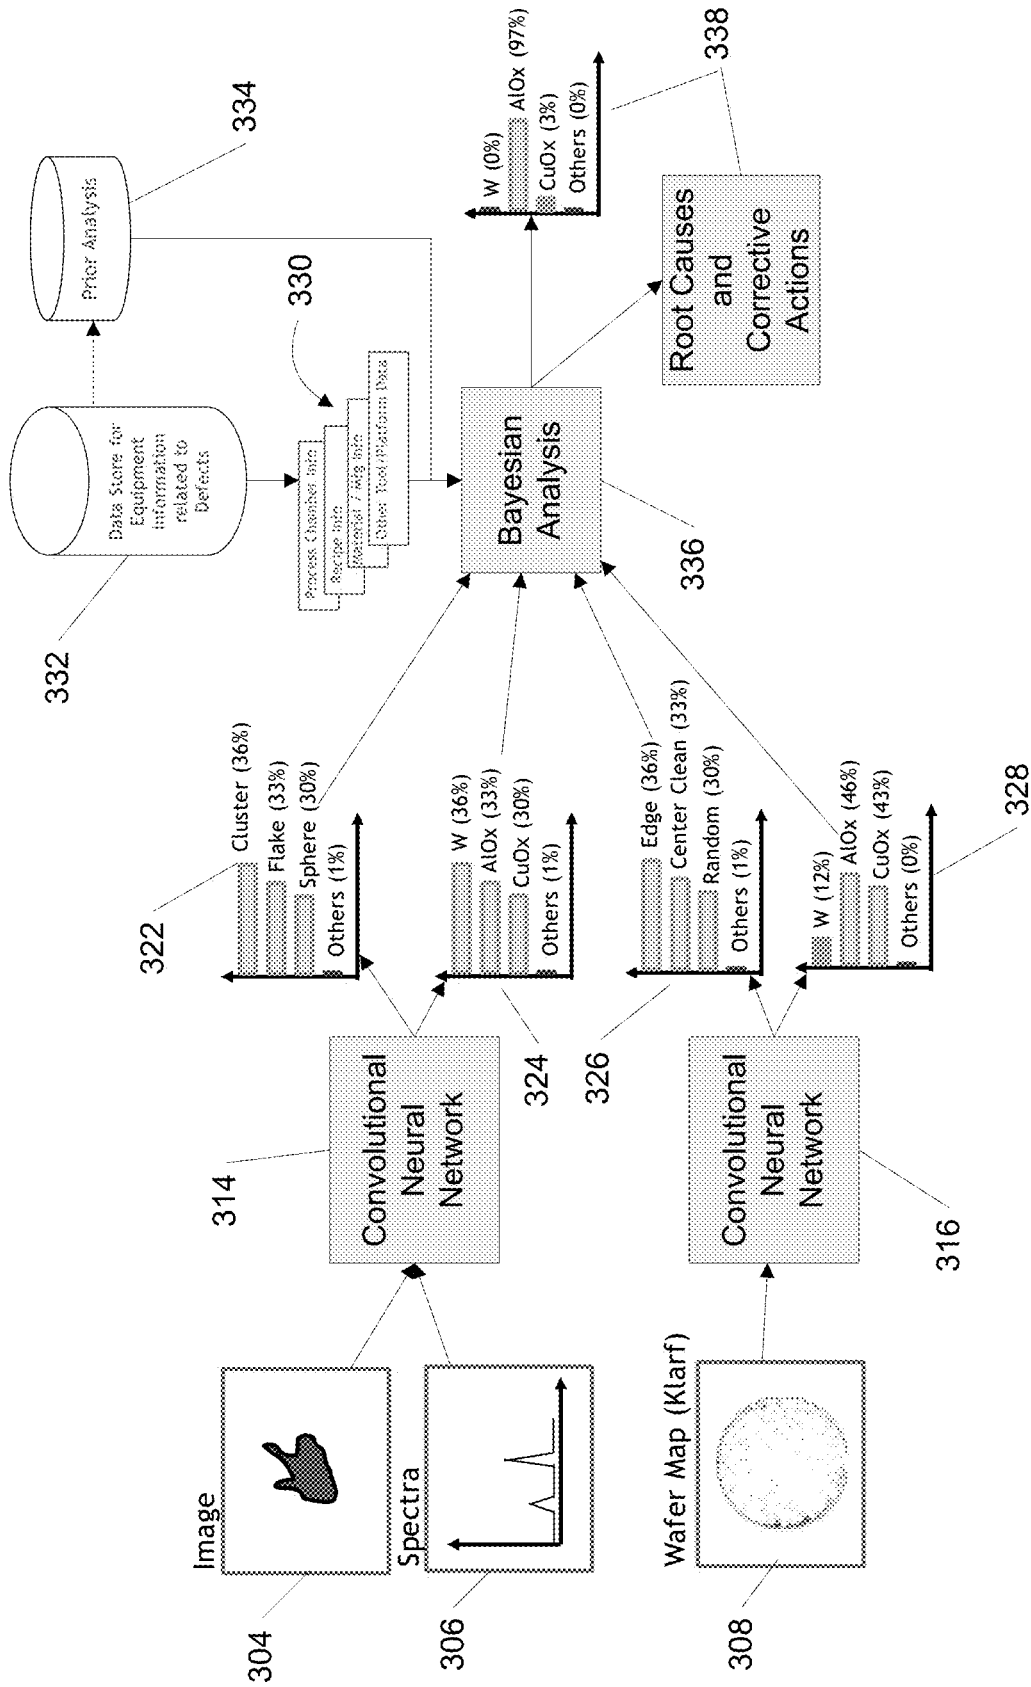 304
Image
306
Spectra
308
Wafer Map (Klarf)
314
Convolutional
Neural
Network
316
Convolutional
Neural
Network
322
Cluster (36%)
Flake (33%)
Sphere (30%)
Others (1%)
324
W (36%)
AlOx (33%)
CuOx (30%)
Others (1%)
326
Edge (36%)
Center Clean (33%)
Random (30%)
Others (1%)
328
W (12%)
AlOx (46%)
CuOx (43%)
Others (0%)
332
Data Store for
Equipment
Information
related to
Defects
334
Prior Analysis
330
Process Chamber Info
Recipe Info
Material / Mfg Info
Other Tool/Platform Data
336
Bayesian
Analysis
338
W (0%)
AlOx (97%)
CuOx (3%)
Others (0%)
Root Causes
and
Corrective
Actions